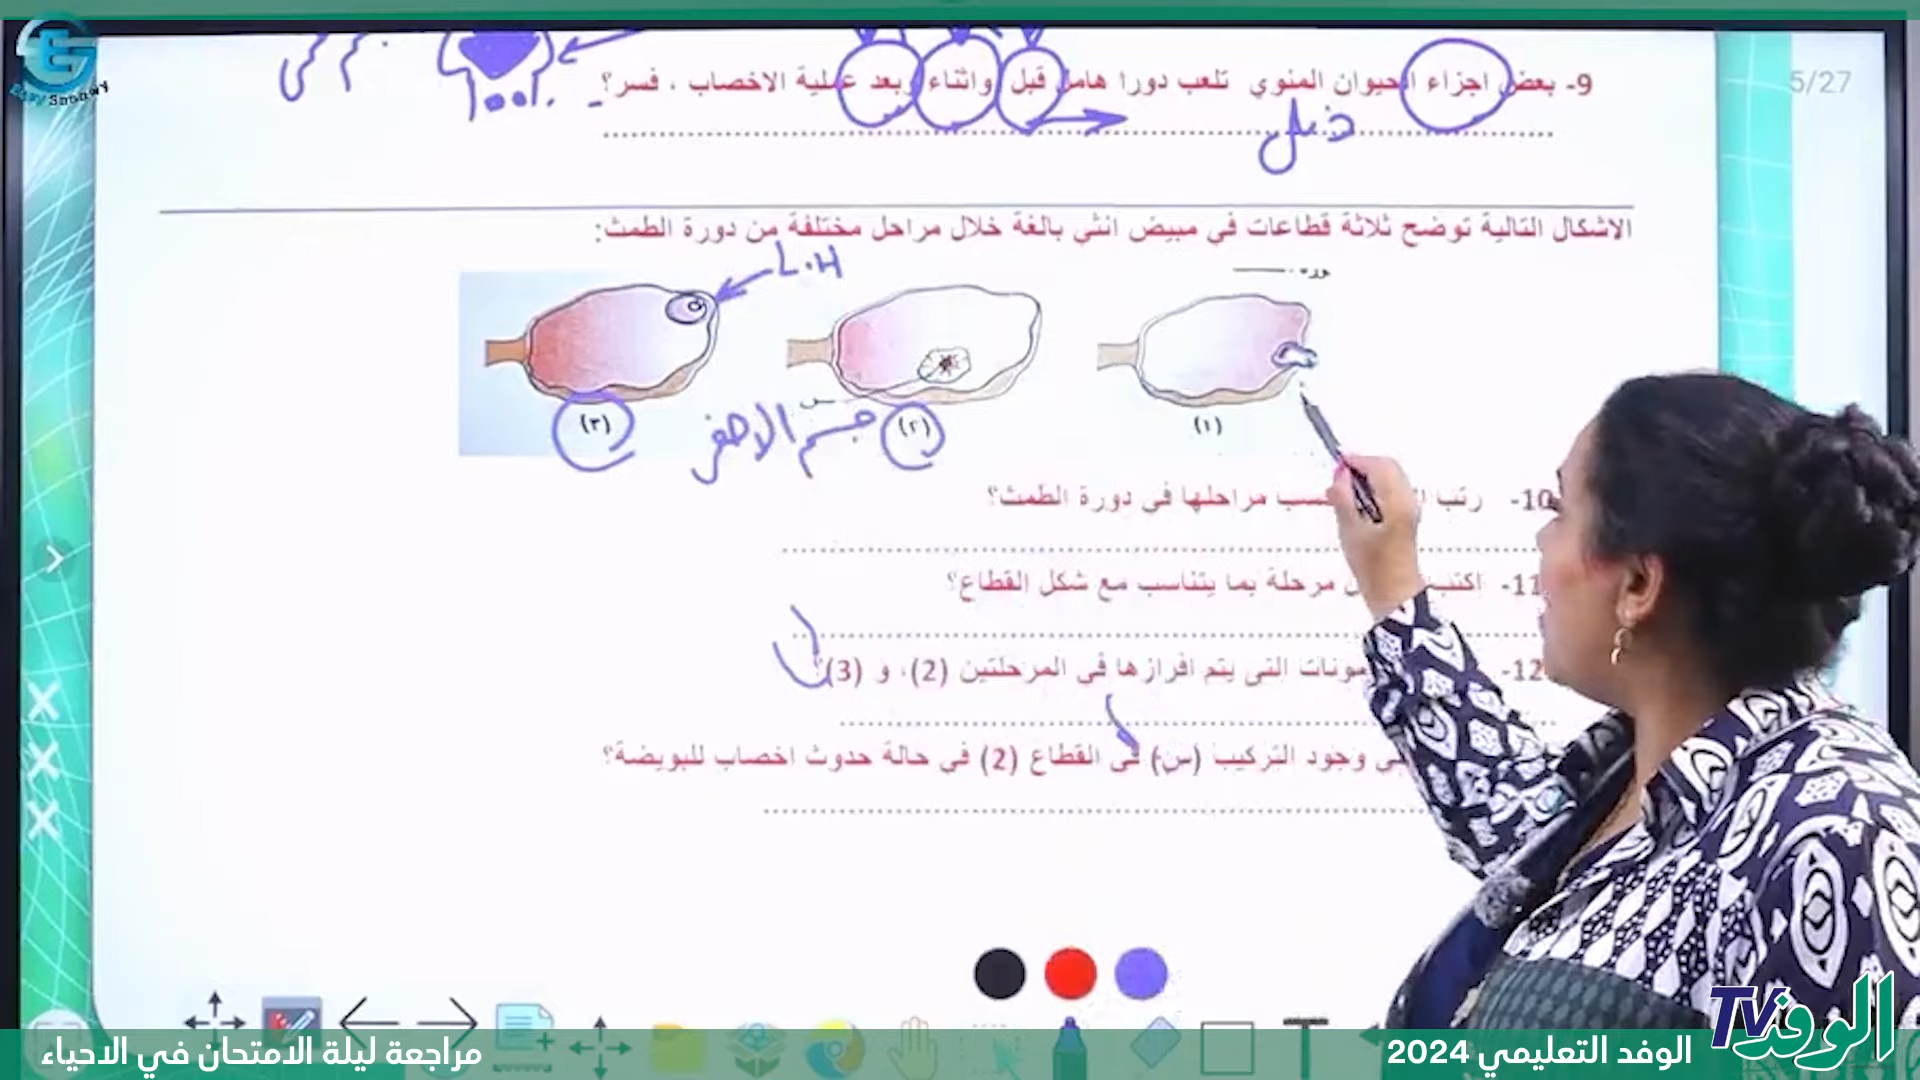 Easy Sanawy
5/27
100%
9- بعض اجزاء الحيوان المنوي تلعب دورا هاما قبل واثناء وبعد عملية الاخصاب ، فسر؟
ذيل
الاشكال التالية توضح ثلاثة قطاعات في مبيض انثي بالغة خلال مراحل مختلفة من دورة الطمث:
L.H
س
(١)
(٢)
(٣)
جسم الاصفر
10- رتب حسب مراحلها في دورة الطمث؟
11- اكتب مرحلة بما يتناسب مع شكل القطاع؟
12- التي يتم افرازها في المرحلتين (2)، و (3)؟
وجود التركيب (س) في القطاع (2) في حالة حدوث اخصاب للبويضة؟
الوفد TV
الوفد التعليمي 2024
مراجعة ليلة الامتحان في الاحياء